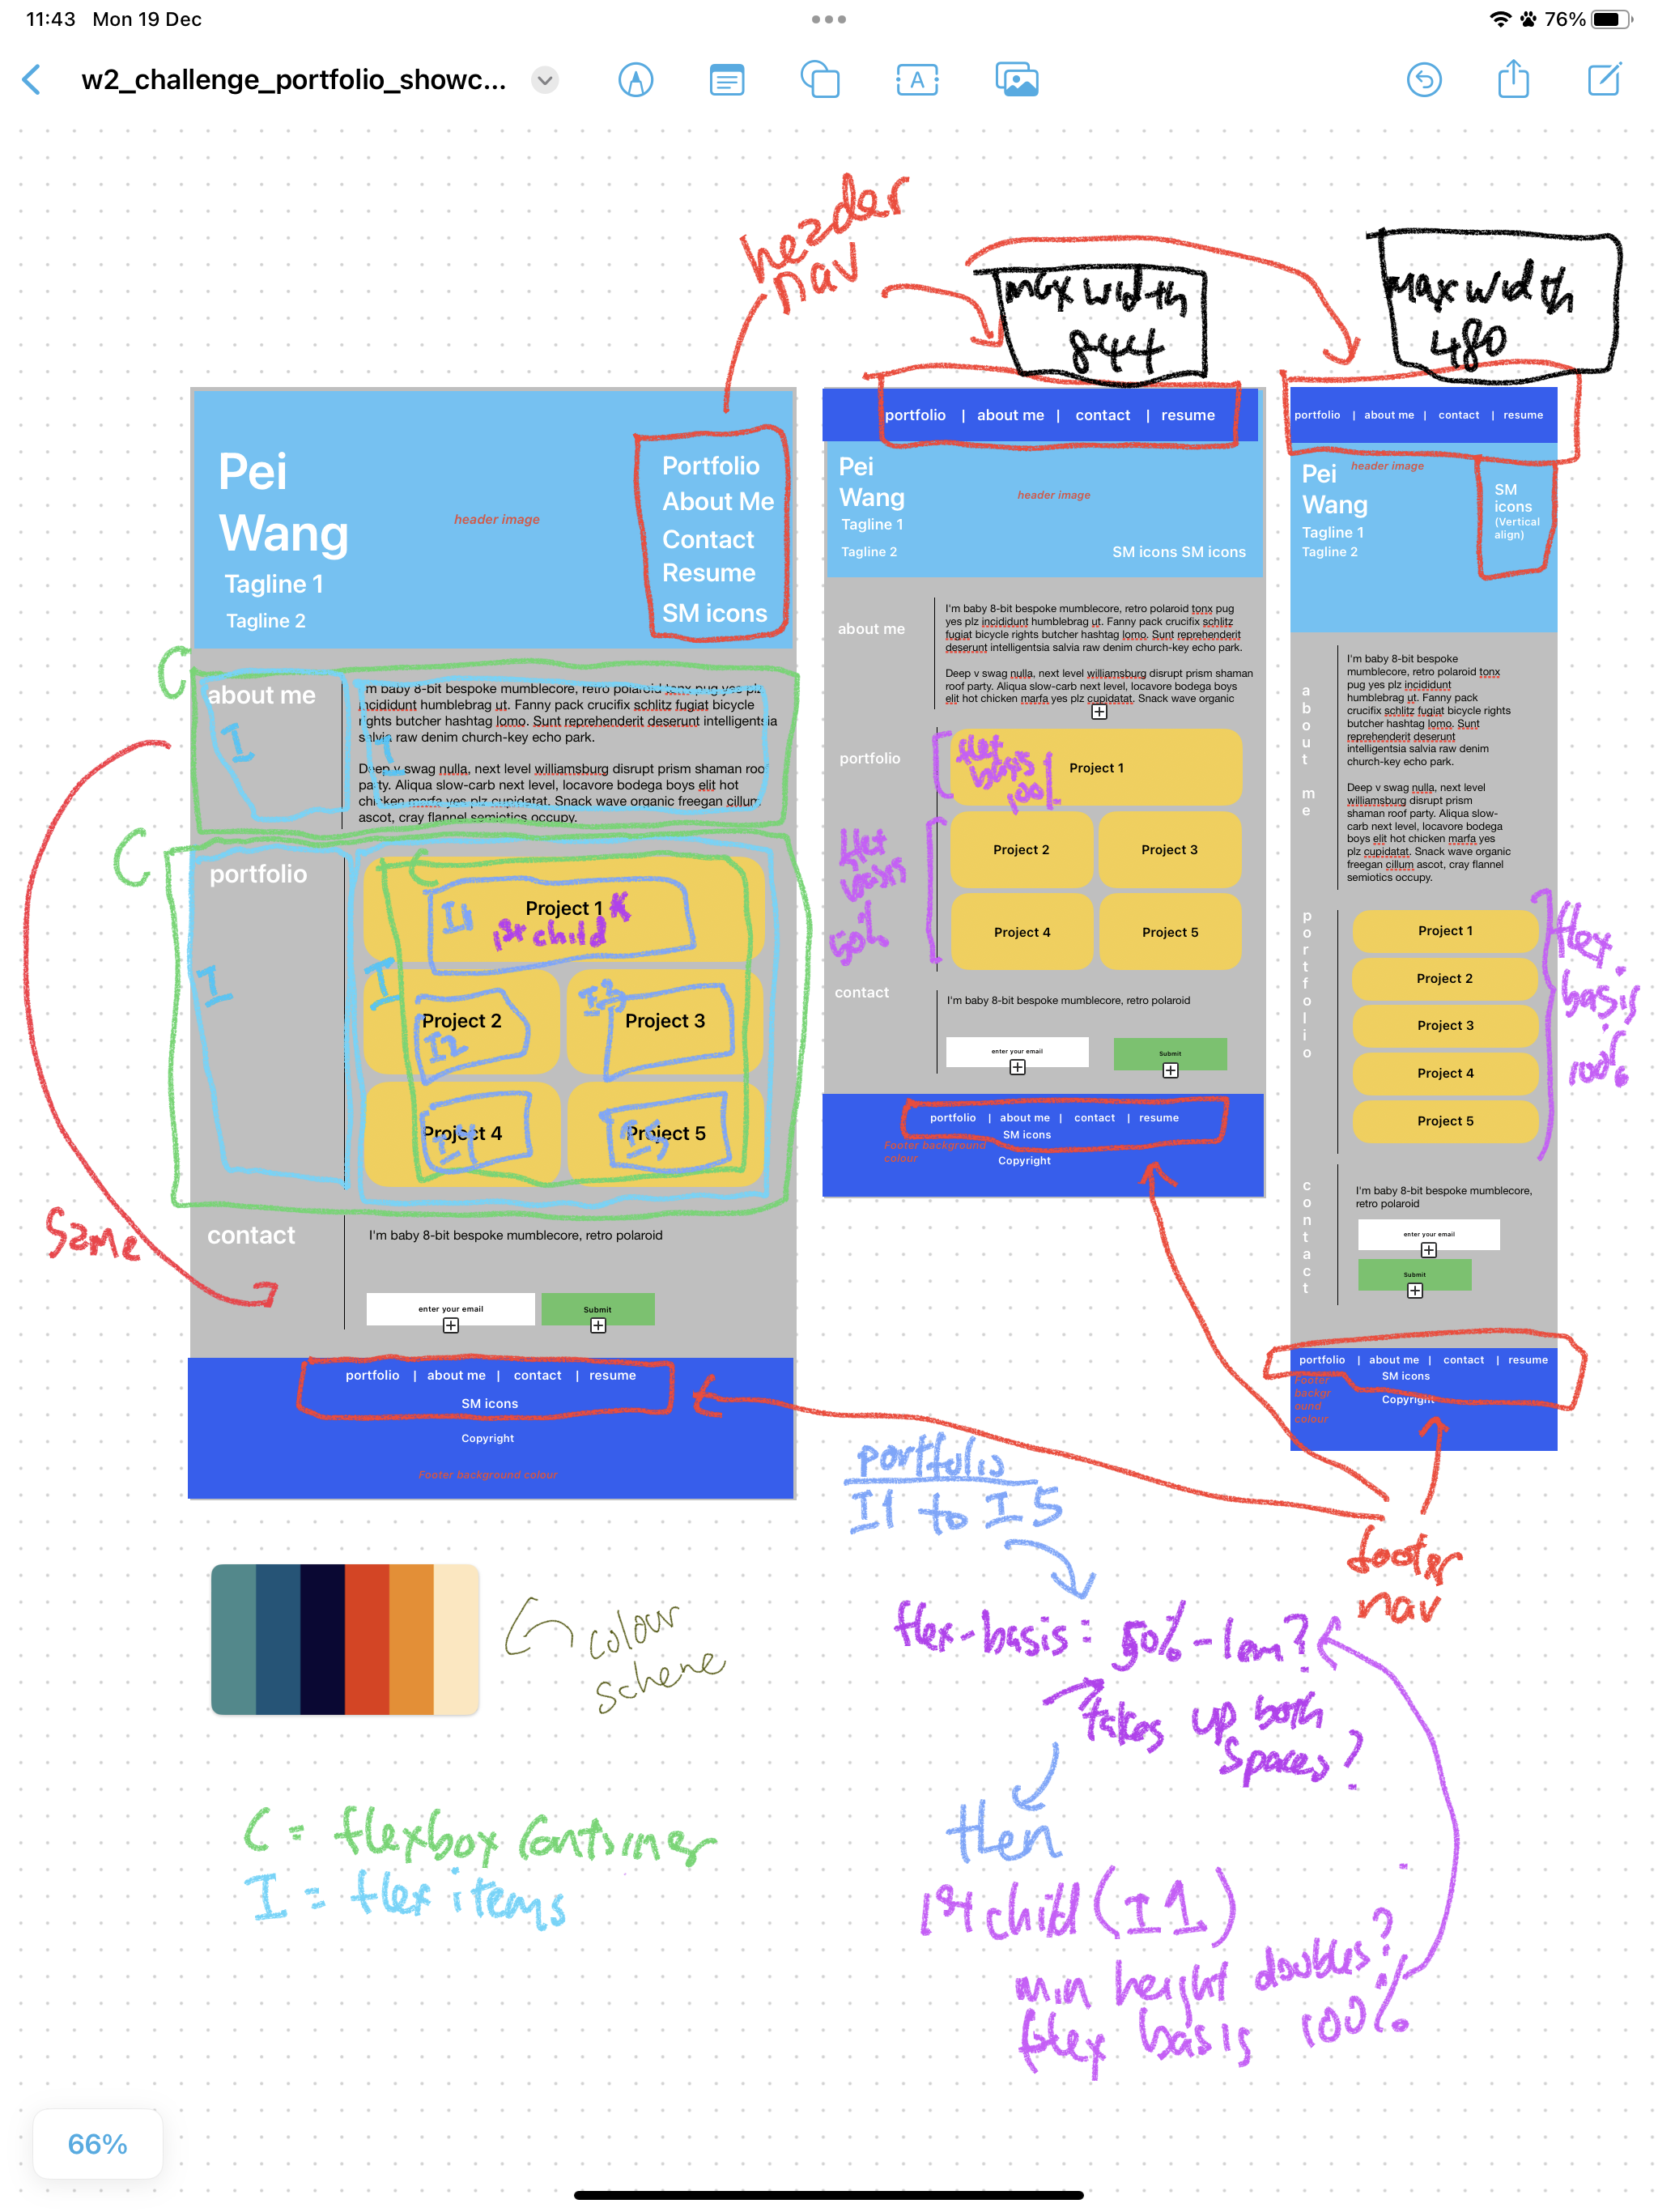 11:43 Mon 19 Dec
76%
w2_challenge_portfolio_showc...
A
header
nav
max width
844
max width
480
Pei
Wang
Tagline 1
Tagline 2
header image
Portfolio
About Me
Contact
Resume
SM icons
C
about me
I
I'm baby 8-bit bespoke mumblecore, retro polaroid tonx pug yes plz
incididunt humblebrag ut. Fanny pack crucifix schlitz fugiat bicycle
rights butcher hashtag lomo. Sunt reprehenderit deserunt intelligentsia
salvia raw denim church-key echo park.
I
Deep v swag nulla, next level williamsburg disrupt prism shaman roof
party. Aliqua slow-carb next level, locavore bodega boys elit hot
chicken marfa yes plz cupidatat. Snack wave organic freegan cillum
ascot, cray flannel semiotics occupy.
C
portfolio
I
C
I
I1
Project 1
1st child
Project 2
I2
Project 3
I3
Project 4
I4
Project 5
I5
Same
contact
I'm baby 8-bit bespoke mumblecore, retro polaroid
enter your email
Submit
portfolio | about me | contact | resume
SM icons
Copyright
Footer background colour
portfolio | about me | contact | resume
Pei
Wang
Tagline 1
Tagline 2
header image
SM icons SM icons
about me
I'm baby 8-bit bespoke mumblecore, retro polaroid tonx pug
yes plz incididunt humblebrag ut. Fanny pack crucifix schlitz
fugiat bicycle rights butcher hashtag lomo. Sunt reprehenderit
deserunt intelligentsia salvia raw denim church-key echo park.
Deep v swag nulla, next level williamsburg disrupt prism shaman
roof party. Aliqua slow-carb next level, locavore bodega boys
elit hot chicken marfa yes plz cupidatat. Snack wave organic
portfolio
flex
basis
100%
Project 1
flex
basis
50%
Project 2
Project 3
Project 4
Project 5
contact
I'm baby 8-bit bespoke mumblecore, retro polaroid
enter your email
Submit
portfolio | about me | contact | resume
SM icons
Footer background
colour
Copyright
portfolio | about me | contact | resume
Pei
Wang
Tagline 1
Tagline 2
header image
SM
icons
(Vertical
align)
a
b
o
u
t
m
e
I'm baby 8-bit bespoke
mumblecore, retro polaroid tonx
pug yes plz incididunt
humblebrag ut. Fanny pack
crucifix schlitz fugiat bicycle rights
butcher hashtag lomo. Sunt
reprehenderit deserunt
intelligentsia salvia raw denim
church-key echo park.
Deep v swag nulla, next level
williamsburg disrupt prism
shaman roof party. Aliqua slow-
carb next level, locavore bodega
boys elit hot chicken marfa yes
plz cupidatat. Snack wave organic
freegan cillum ascot, cray flannel
semiotics occupy.
p
o
r
t
f
o
l
i
o
Project 1
Project 2
Project 3
Project 4
Project 5
flex
basis
100%
c
o
n
t
a
c
t
I'm baby 8-bit bespoke mumblecore,
retro polaroid
enter your email
Submit
portfolio | about me | contact | resume
SM icons
Copyright
Footer
backgr
ound
colour
footer
nav
portfolio
I1 to I5
flex-basis: 50% - 1em?
takes up both
spaces?
then
1st child (I1)
min height doubles?
flex basis 100%
colour
scheme
C = flexbox Container
I = flex items
66%